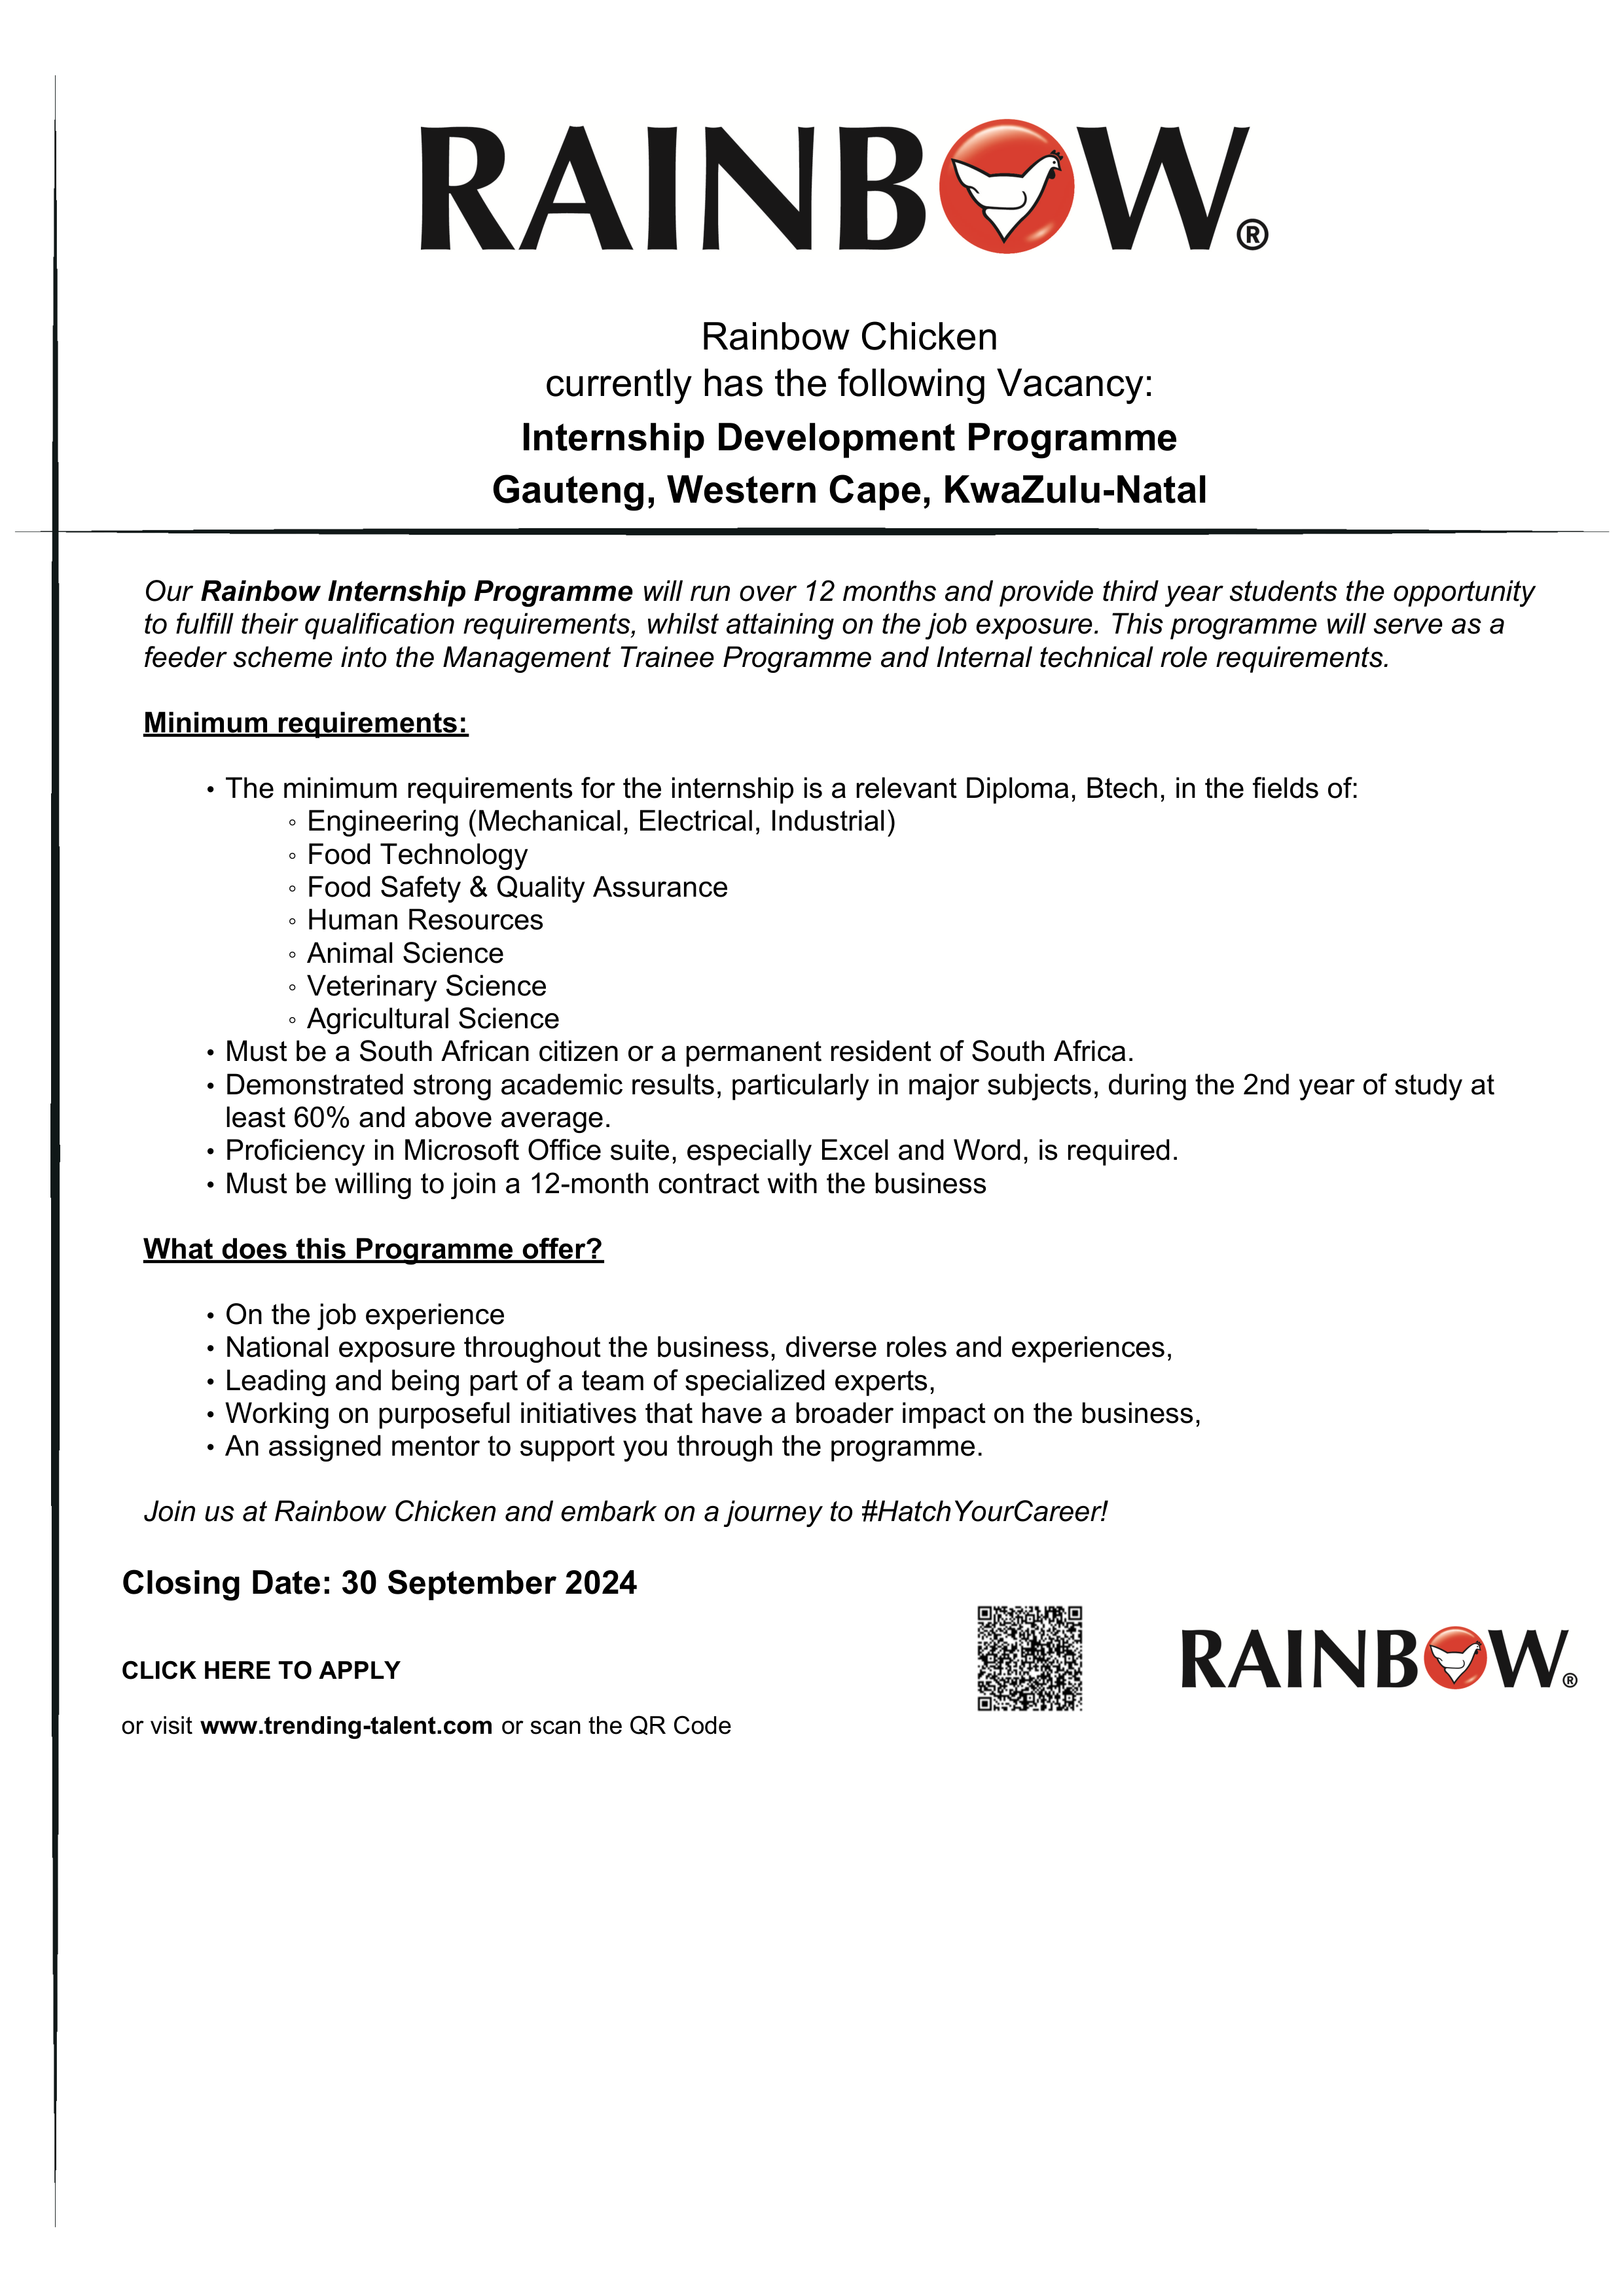 RAINBOW®
Rainbow Chicken
currently has the following Vacancy:
Internship Development Programme
Gauteng, Western Cape, KwaZulu-Natal
Our Rainbow Internship Programme will run over 12 months and provide third year students the opportunity
to fulfill their qualification requirements, whilst attaining on the job exposure. This programme will serve as a
feeder scheme into the Management Trainee Programme and Internal technical role requirements.
Minimum requirements:
• The minimum requirements for the internship is a relevant Diploma, Btech, in the fields of:
◦ Engineering (Mechanical, Electrical, Industrial)
◦ Food Technology
◦ Food Safety & Quality Assurance
◦ Human Resources
◦ Animal Science
◦ Veterinary Science
◦ Agricultural Science
• Must be a South African citizen or a permanent resident of South Africa.
• Demonstrated strong academic results, particularly in major subjects, during the 2nd year of study at
least 60% and above average.
• Proficiency in Microsoft Office suite, especially Excel and Word, is required.
• Must be willing to join a 12-month contract with the business
What does this Programme offer?
• On the job experience
• National exposure throughout the business, diverse roles and experiences,
• Leading and being part of a team of specialized experts,
• Working on purposeful initiatives that have a broader impact on the business,
• An assigned mentor to support you through the programme.
Join us at Rainbow Chicken and embark on a journey to #HatchYourCareer!
Closing Date: 30 September 2024
CLICK HERE TO APPLY
or visit www.trending-talent.com or scan the QR Code
RAINBOW®